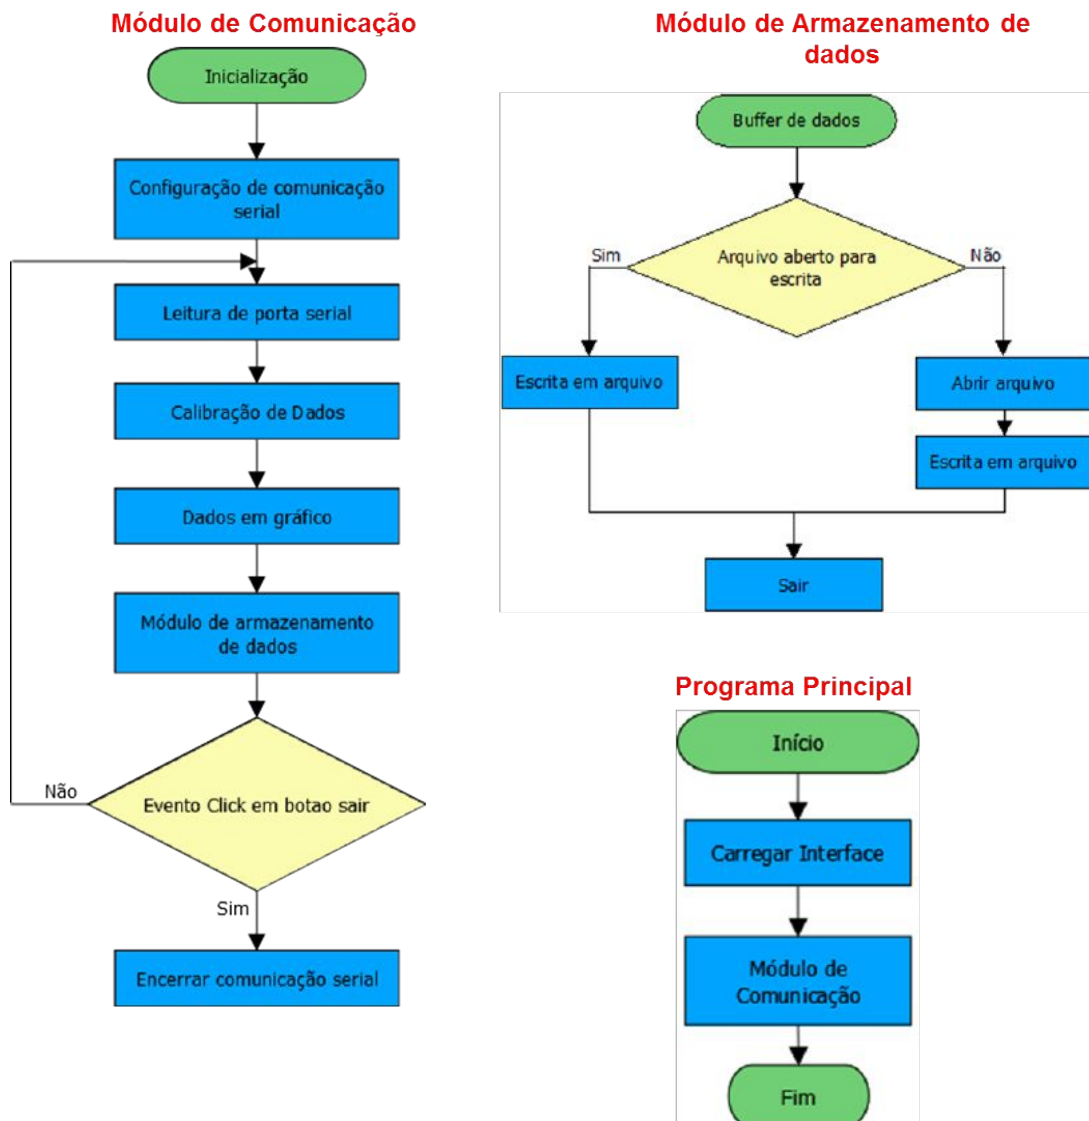 Módulo de Comunicação
Inicialização
Configuração de comunicação
serial
Leitura de porta serial
Calibração de Dados
Dados em gráfico
Módulo de armazenamento
de dados
Não
Evento Click em botao sair
Sim
Encerrar comunicação serial
Módulo de Armazenamento de
dados
Buffer de dados
Sim
Arquivo aberto para
escrita
Não
Escrita em arquivo
Abrir arquivo
Escrita em arquivo
Sair
Programa Principal
Início
Carregar Interface
Módulo de
Comunicação
Fim